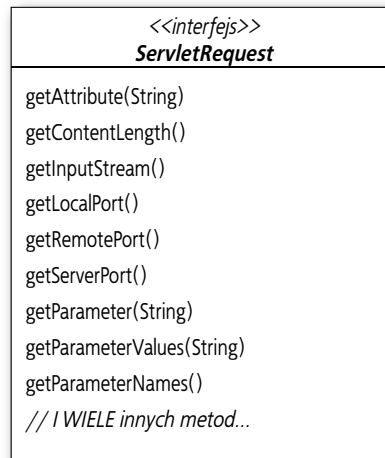 <<interfejs>>
ServletRequest
getAttribute(String)
getContentLength()
getInputStream()
getLocalPort()
getRemotePort()
getServerPort()
getParameter(String)
getParameterValues(String)
getParameterNames()
// I WIELE innych metod...